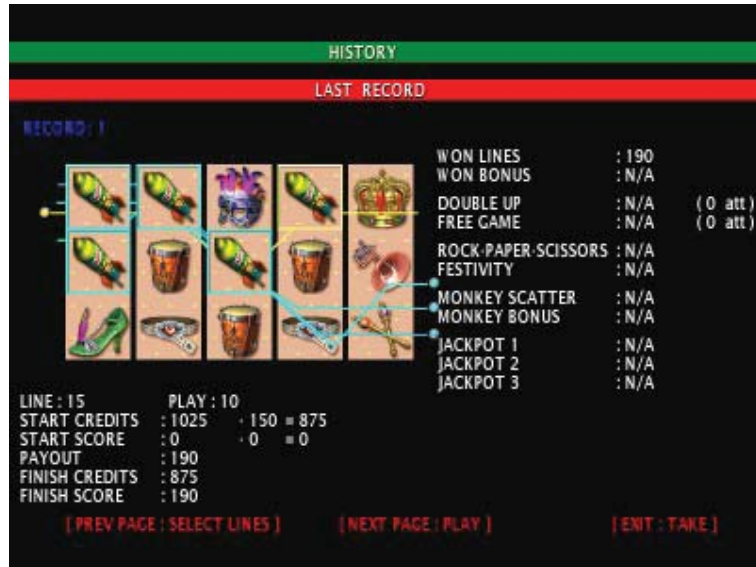 HISTORY
LAST RECORD
RECORD: 1
WON LINES :190
WON BONUS :N/A
DOUBLE UP :N/A (0 att)
FREE GAME :N/A (0 att)
ROCK-PAPER-SCISSORS :N/A
FESTIVITY :N/A
MONKEY SCATTER :N/A
MONKEY BONUS :N/A
JACKPOT 1 :N/A
JACKPOT 2 :N/A
JACKPOT 3 :N/A
LINE : 15 PLAY : 10
START CREDITS : 1025 - 150 = 875
START SCORE : 0 - 0 = 0
PAYOUT : 190
FINISH CREDITS : 875
FINISH SCORE : 190
[ PREV PAGE : SELECT LINES ] [ NEXT PAGE : PLAY ] [ EXIT : TAKE ]